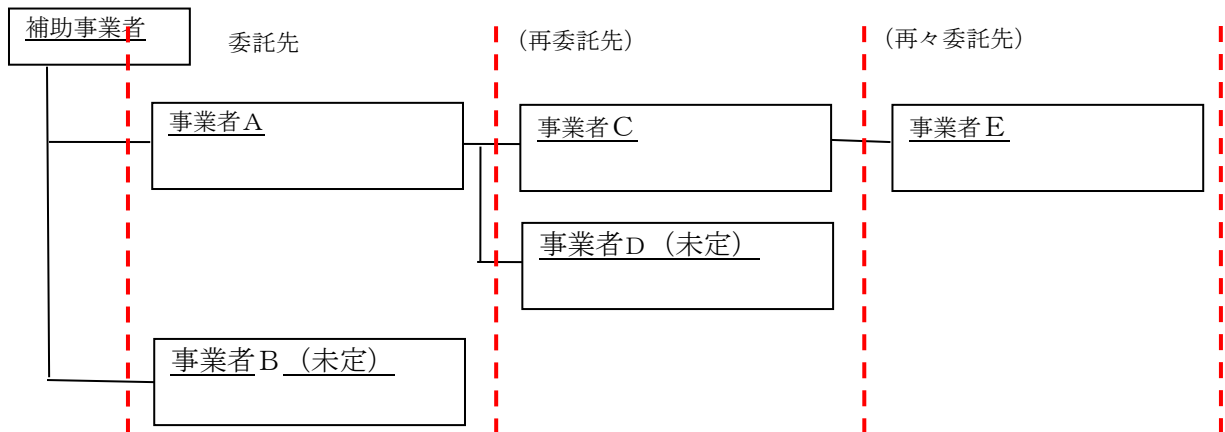 補助事業者
委託先
(再委託先)
(再々委託先)
事業者A
事業者C
事業者E
事業者D(未定)
事業者B(未定)